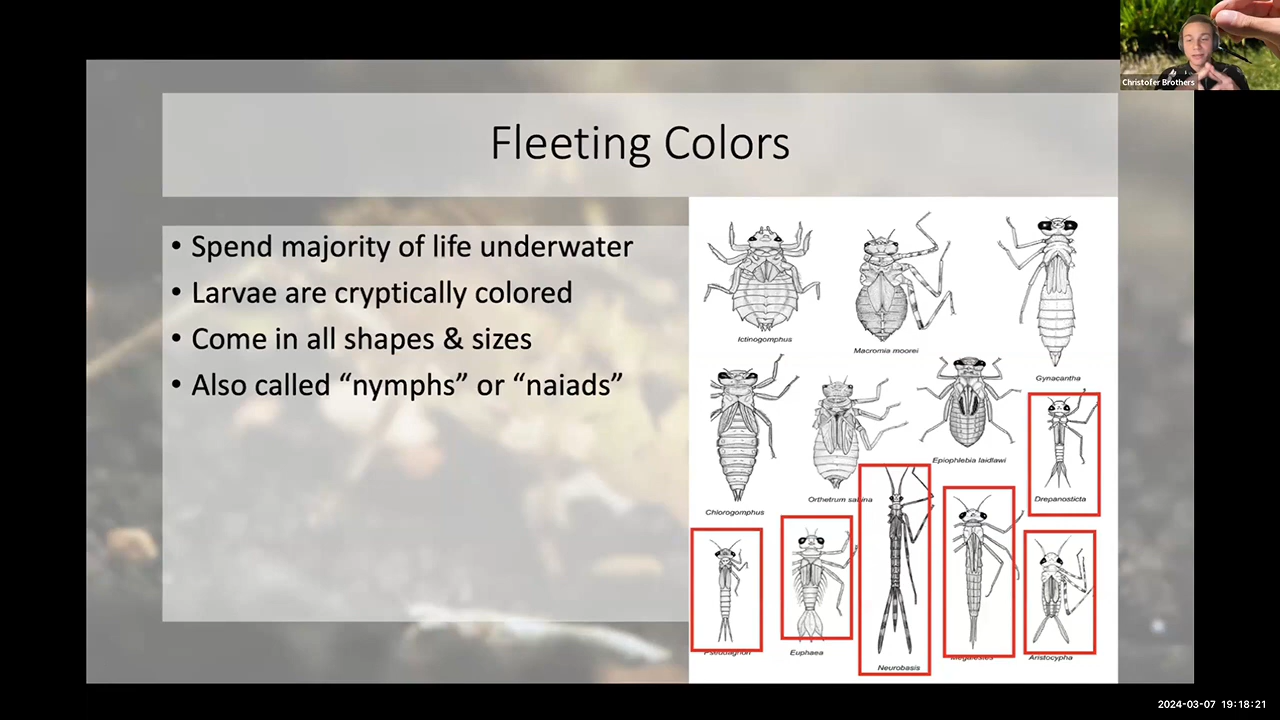 Christofer Brothers
Fleeting Colors
• Spend majority of life underwater
• Larvae are cryptically colored
• Come in all shapes & sizes
• Also called “nymphs” or “naiads”
Ictinogomphus
Macromia moorei
Gynacantha
Chlorogomphus
Orthetrum sabina
Epiophlebia laidlawi
Drepanosticta
Pseudagrion
Euphaea
Neurobasis
Megalestes
Aristocypha
2024-03-07 19:18:21